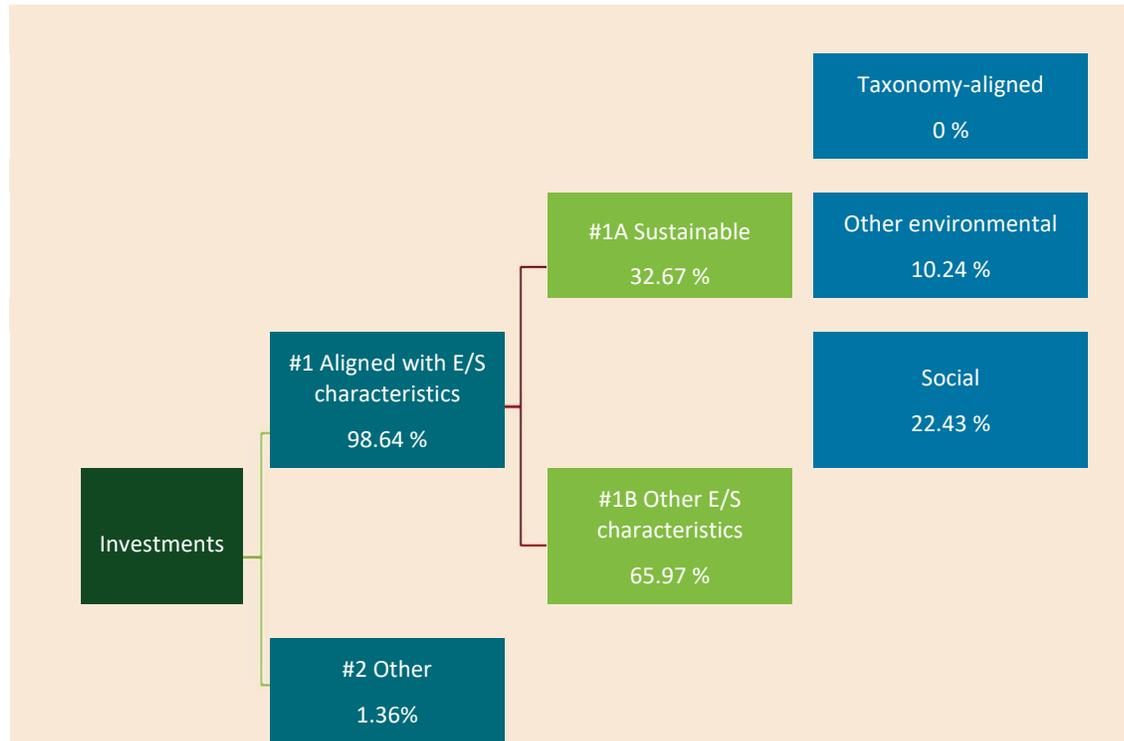 Taxonomy-aligned
0 %
#1A Sustainable
32.67 %
Other environmental
10.24 %
#1 Aligned with E/S
characteristics
98.64 %
Social
22.43 %
Investments
#1B Other E/S
characteristics
65.97 %
#2 Other
1.36%